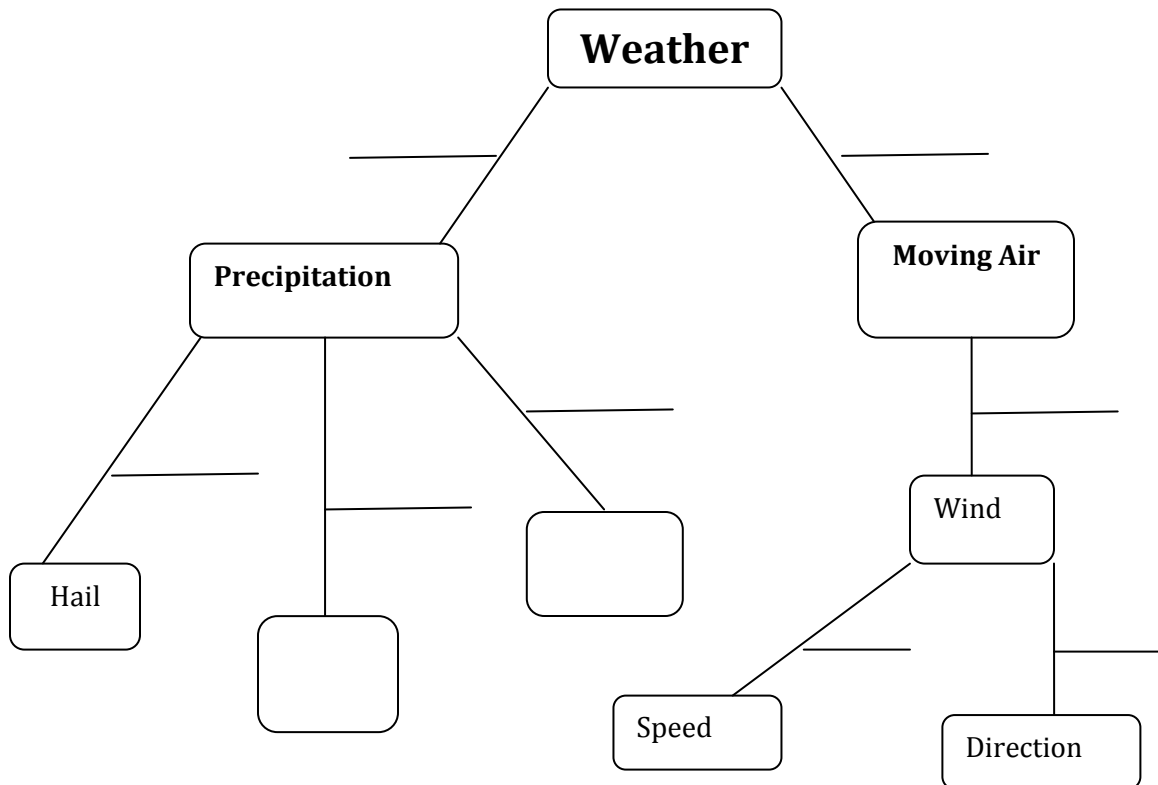 Weather
Precipitation
Moving Air
Hail
Wind
Speed
Direction